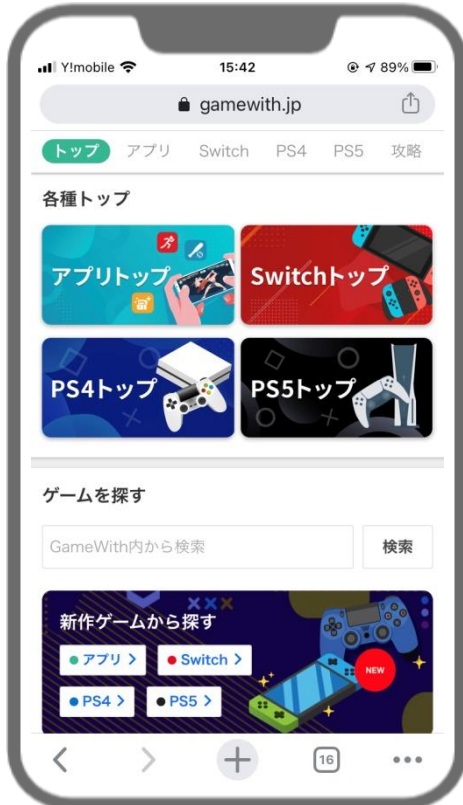 Y!mobile 15:42 89%
gamewith.jp
トップ アプリ Switch PS4 PS5 攻略
各種トップ
アプリトップ Switchトップ
PS4トップ PS5トップ
ゲームを探す
GameWith内から検索 検索
新作ゲームから探す
アプリ > Switch >
NEW
PS4 > PS5 >
16